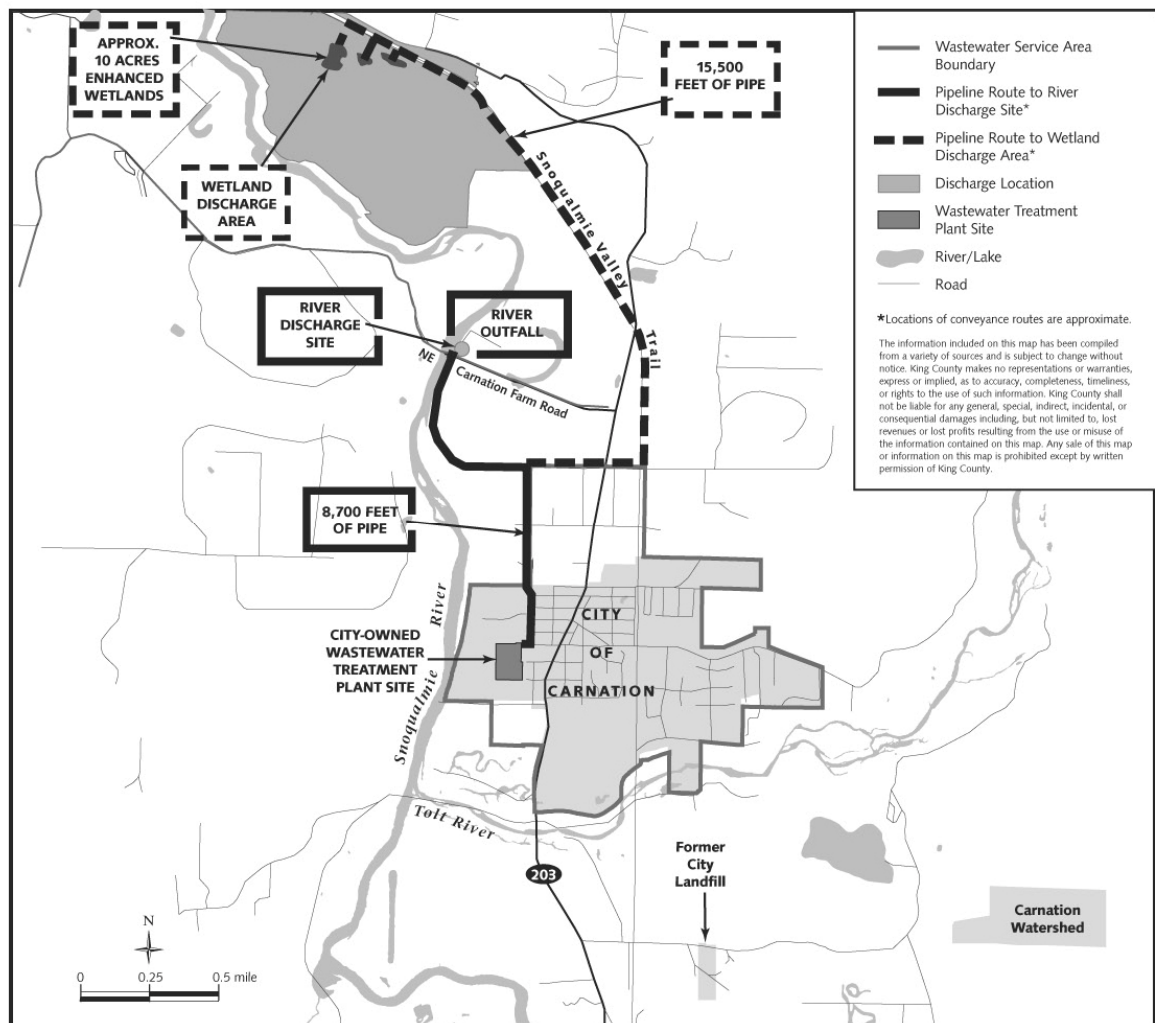 APPROX.
10 ACRES
ENHANCED
WETLANDS
15,500
FEET OF PIPE
WETLAND
DISCHARGE
AREA
Snoqualmie Valley
Trail
RIVER
DISCHARGE
SITE
RIVER
OUTFALL
NE Carnation Farm Road
8,700 FEET
OF PIPE
CITY-OWNED
WASTEWATER
TREATMENT
PLANT SITE
Snoqualmie River
CITY
OF
CARNATION
Tolt River
203
Former
City
Landfill
Carnation
Watershed
N
0 0.25 0.5 mile
Wastewater Service Area
Boundary
Pipeline Route to River
Discharge Site*
Pipeline Route to Wetland
Discharge Area*
Discharge Location
Wastewater Treatment
Plant Site
River/Lake
Road
*Locations of conveyance routes are approximate.
The information included on this map has been compiled
from a variety of sources and is subject to change without
notice. King County makes no representations or warranties,
express or implied, as to accuracy, completeness, timeliness,
or rights to the use of such information. King County shall
not be liable for any general, special, indirect, incidental, or
consequential damages including, but not limited to, lost
revenues or lost profits resulting from the use or misuse of
the information contained on this map. Any sale of this map
or information on this map is prohibited except by written
permission of King County.